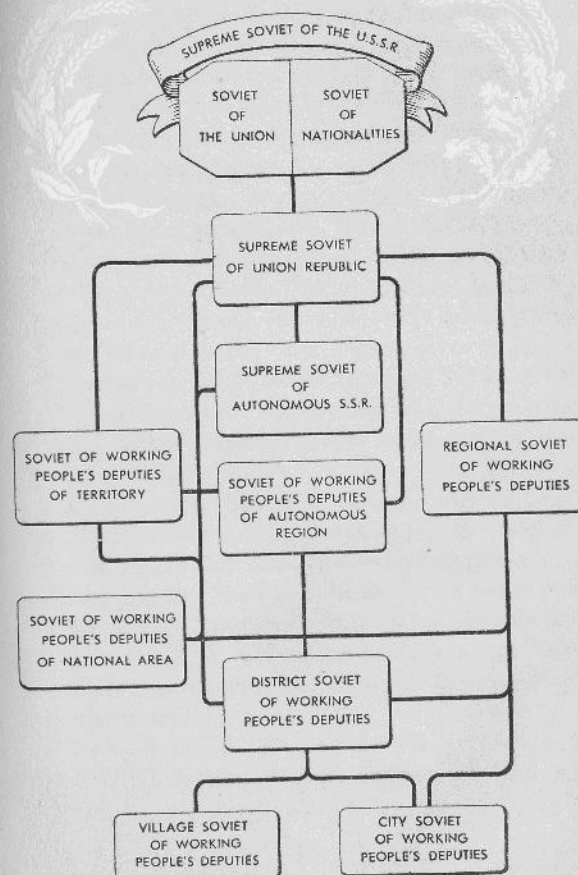 SUPREME SOVIET OF THE U.S.S.R.
SOVIET
OF
THE UNION
SOVIET
OF
NATIONALITIES
SUPREME SOVIET
OF UNION REPUBLIC
SUPREME SOVIET
OF
AUTONOMOUS S.S.R.
SOVIET OF WORKING
PEOPLE'S DEPUTIES
OF TERRITORY
SOVIET OF WORKING
PEOPLE'S DEPUTIES
OF AUTONOMOUS
REGION
REGIONAL SOVIET
OF WORKING
PEOPLE'S DEPUTIES
SOVIET OF WORKING
PEOPLE'S DEPUTIES
OF NATIONAL AREA
DISTRICT SOVIET
OF WORKING
PEOPLE'S DEPUTIES
VILLAGE SOVIET
OF WORKING
PEOPLE'S DEPUTIES
CITY SOVIET
OF WORKING
PEOPLE'S DEPUTIES